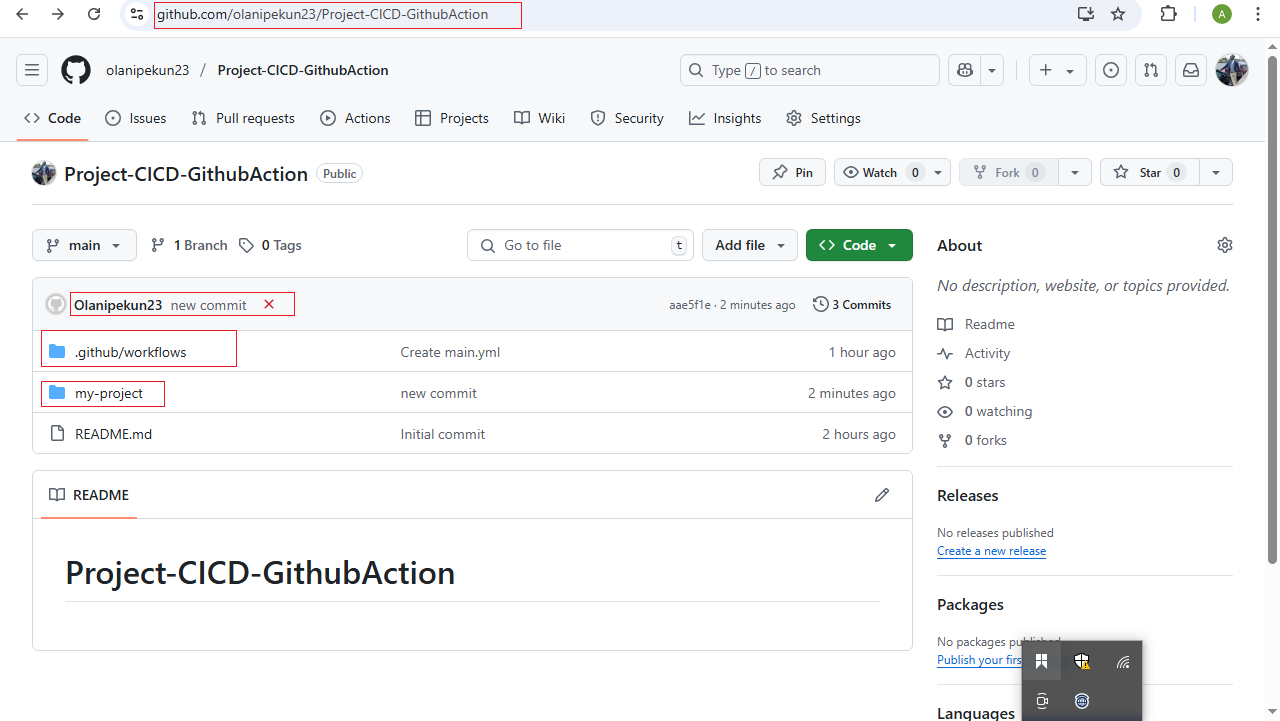 github.com/olanipekun23/Project-CICD-GithubAction
A
olanipekun23 / Project-CICD-GithubAction
Type / to search
Code Issues Pull requests Actions Projects Wiki Security Insights Settings
Project-CICD-GithubAction Public
Pin Watch 0 Fork 0 Star 0
main 1 Branch 0 Tags
Go to file t Add file Code
Olanipekun23 new commit
aae5f1e · 2 minutes ago 3 Commits
.github/workflows Create main.yml 1 hour ago
my-project new commit 2 minutes ago
README.md Initial commit 2 hours ago
README
Project-CICD-GithubAction
About
No description, website, or topics provided.
Readme
Activity
0 stars
0 watching
0 forks
Releases
No releases published
Create a new release
Packages
No packages published
Publish your firs
Languages